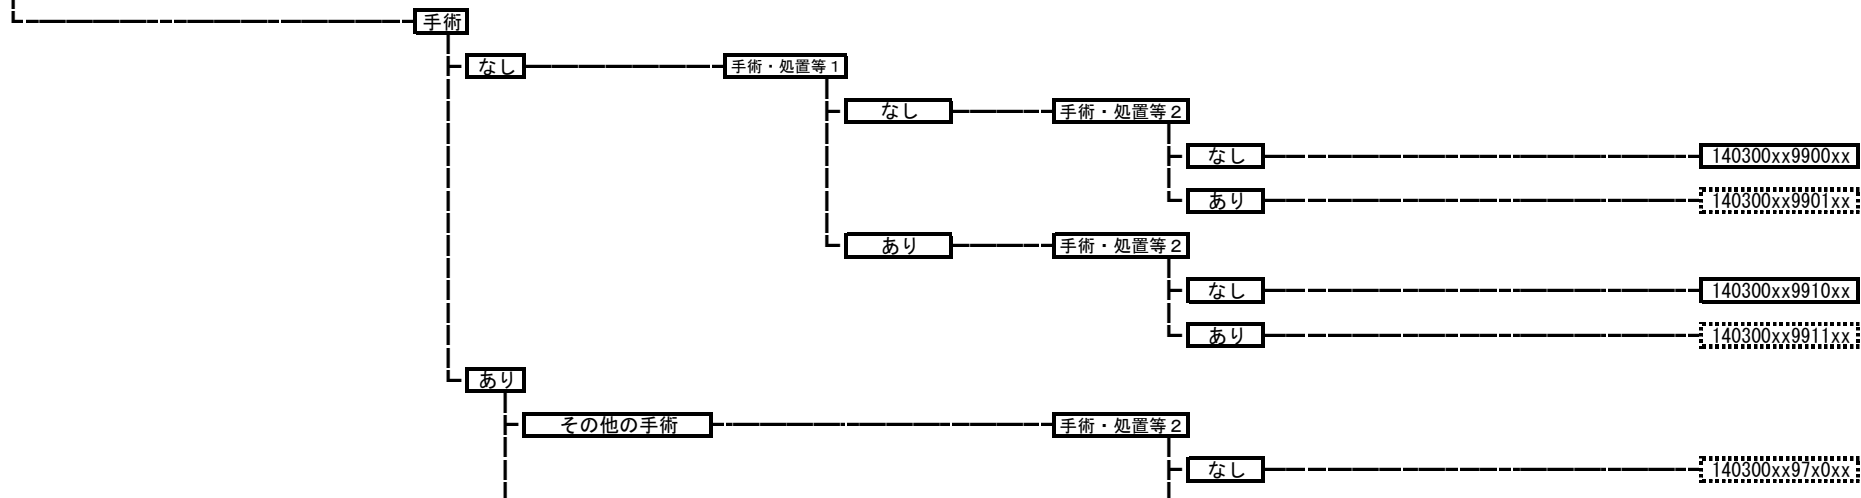 手術
なし 手術・処置等１
なし 手術・処置等２
なし 140300xx9900xx
あり 140300xx9901xx
あり 手術・処置等２
なし 140300xx9910xx
あり 140300xx9911xx
あり
その他の手術 手術・処置等２
なし 140300xx97x0xx